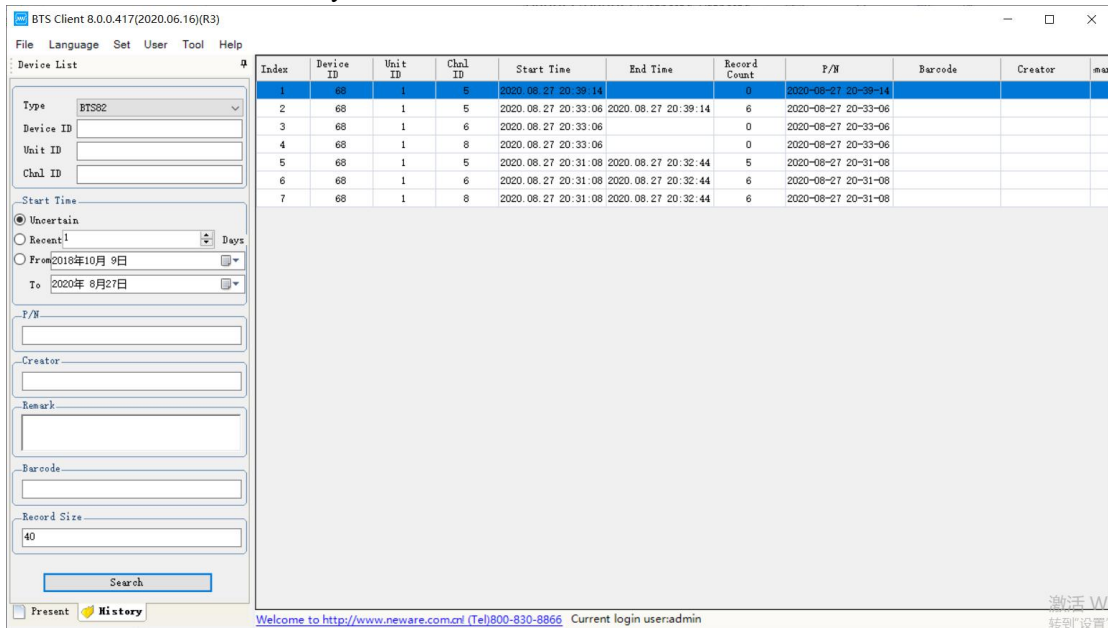 BTS Client 8.0.0.417(2020.06.16)(R3)
File Language Set User Tool Help
Device List
Type BTS82
Device ID
Unit ID
Chnl ID
Start Time
Uncertain
Recent 1 Days
From 2018年10月 9日
To 2020年 8月27日
P/N
Creator
Remark
Barcode
Record Size
40
Search
Present History
Index Device ID Unit ID Chnl ID Start Time End Time Record Count P/N Barcode Creator
1 68 1 5 2020.08.27 20:39:14 0 2020-08-27 20-39-14
2 68 1 5 2020.08.27 20:33:06 2020.08.27 20:39:14 6 2020-08-27 20-33-06
3 68 1 6 2020.08.27 20:33:06 0 2020-08-27 20-33-06
4 68 1 8 2020.08.27 20:33:06 0 2020-08-27 20-33-06
5 68 1 5 2020.08.27 20:31:08 2020.08.27 20:32:44 5 2020-08-27 20-31-08
6 68 1 6 2020.08.27 20:31:08 2020.08.27 20:32:44 6 2020-08-27 20-31-08
7 68 1 8 2020.08.27 20:31:08 2020.08.27 20:32:44 6 2020-08-27 20-31-08
激活 W
转到"设置"
Welcome to http://www.neware.com.cn! (Tel)800-830-8866 Current login user:admin